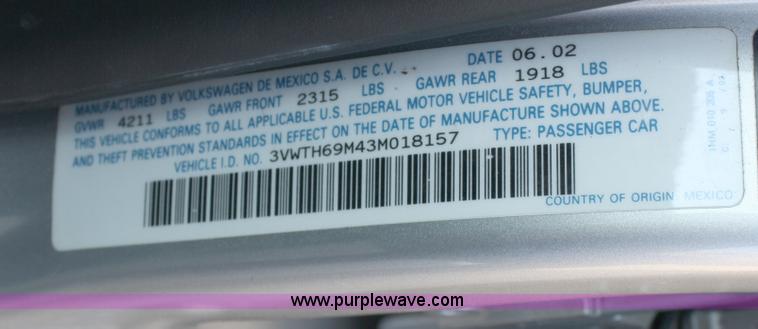 MANUFACTURED BY VOLKSWAGEN DE MEXICO S.A. DE C.V. DATE 06.02
GVWR 4211 LBS GAWR FRONT 2315 LBS GAWR REAR 1918 LBS
THIS VEHICLE CONFORMS TO ALL APPLICABLE U.S. FEDERAL MOTOR VEHICLE SAFETY, BUMPER,
AND THEFT PREVENTION STANDARDS IN EFFECT ON THE DATE OF MANUFACTURE SHOWN ABOVE.
VEHICLE I.D. NO. 3VWTH69M43M018157 TYPE: PASSENGER CAR
COUNTRY OF ORIGIN: MEXICO
1NM 010 
www.purplewave.com